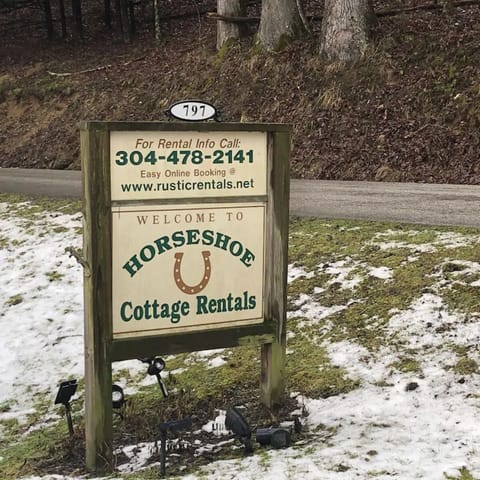 797
For Rental Info Call:
304-478-2141
Easy Online Booking @
www.rusticrentals.net
WELCOME TO
HORSESHOE
Cottage Rentals